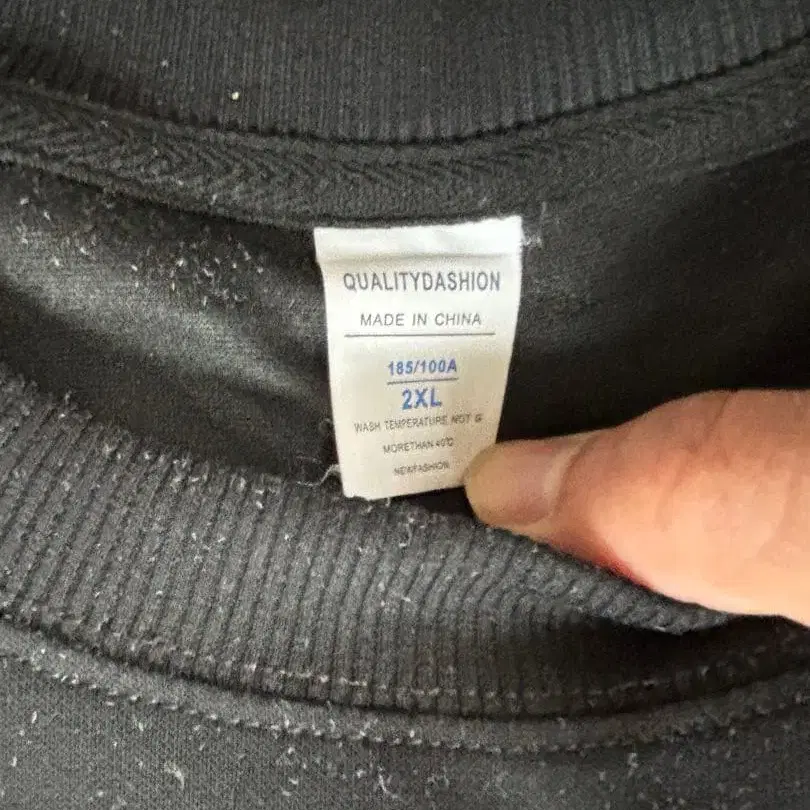 QUALITYDASHION
MADE IN CHINA
185/100A
2XL
WASH TEMPERATURE NOT
MORETHAN 40℃
NEWFASHION